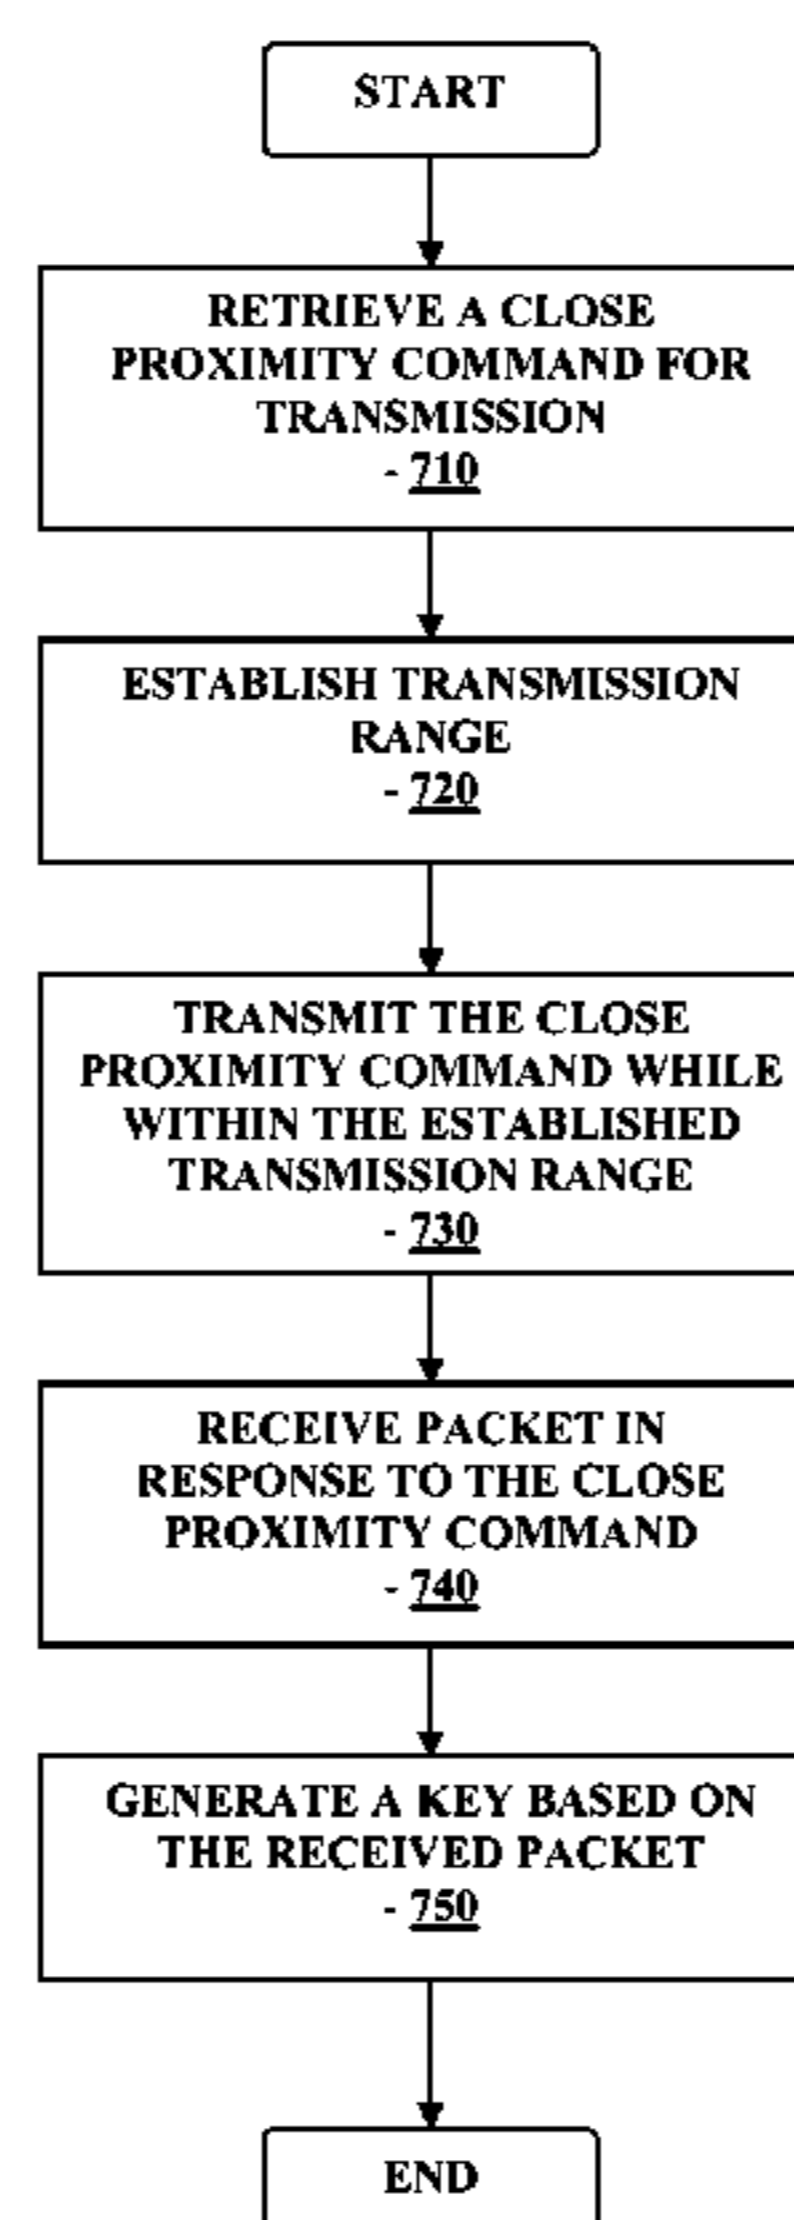 START
RETRIEVE A CLOSE
PROXIMITY COMMAND FOR
TRANSMISSION
- 710
ESTABLISH TRANSMISSION
RANGE
- 720
TRANSMIT THE CLOSE
PROXIMITY COMMAND WHILE
WITHIN THE ESTABLISHED
TRANSMISSION RANGE
- 730
RECEIVE PACKET IN
RESPONSE TO THE CLOSE
PROXIMITY COMMAND
- 740
GENERATE A KEY BASED ON
THE RECEIVED PACKET
- 750
END